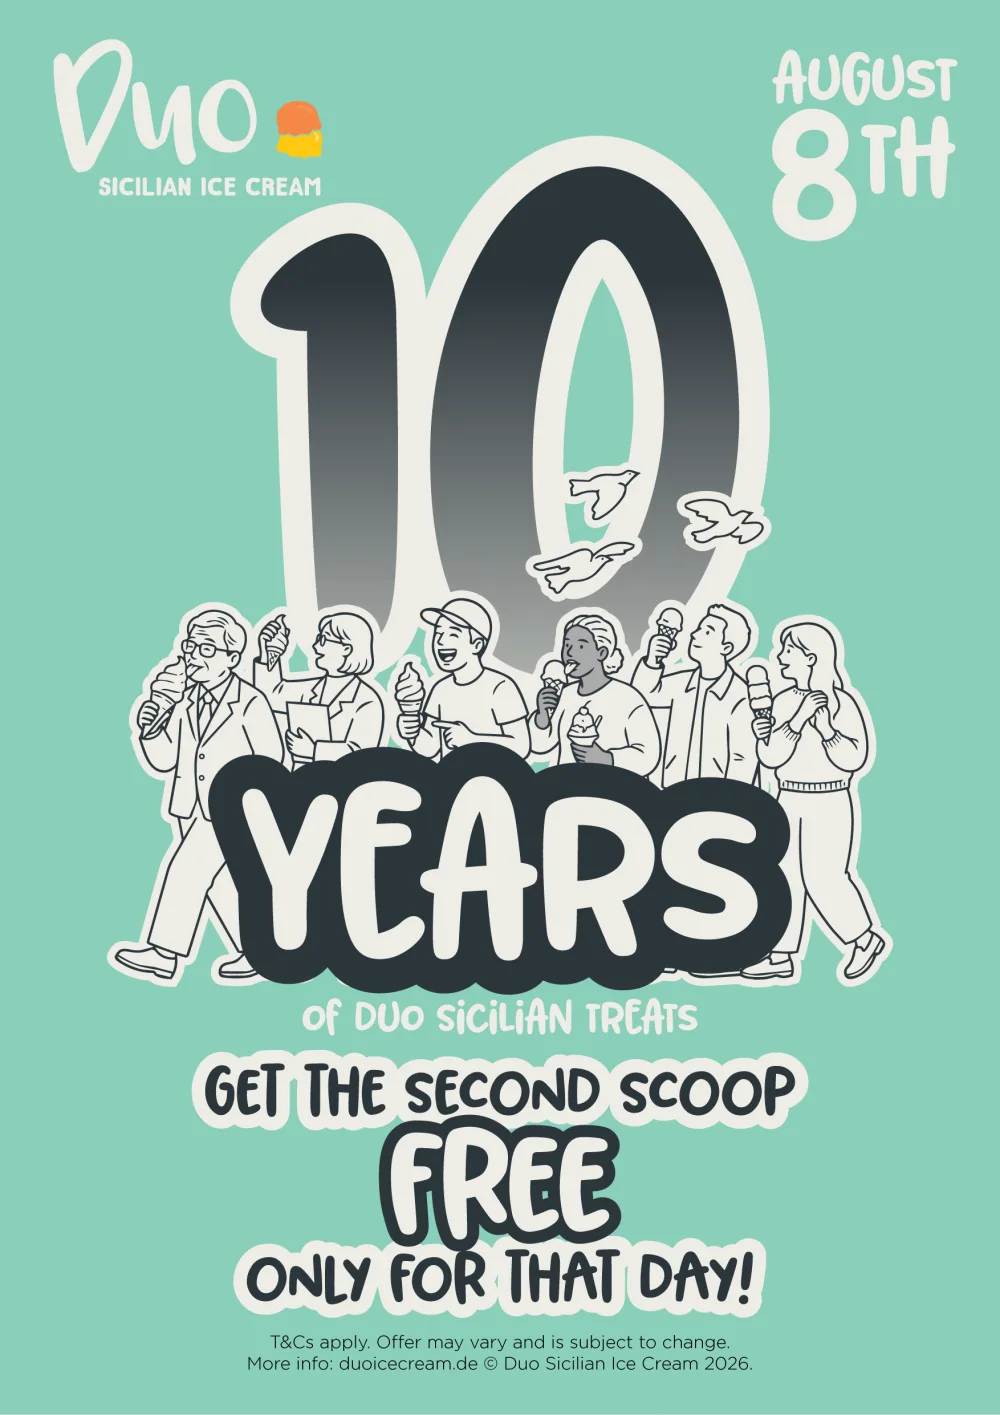 Duo
SICILIAN ICE CREAM
AUGUST
8TH
10
YEARS
of DUO SiCiLiAN TREATS
GET THE SECOND SCOOP
FREE
ONLY FOR THAT DAY!
T&Cs apply. Offer may vary and is subject to change.
More info: duoicecream.de © Duo Sicilian Ice Cream 2026.